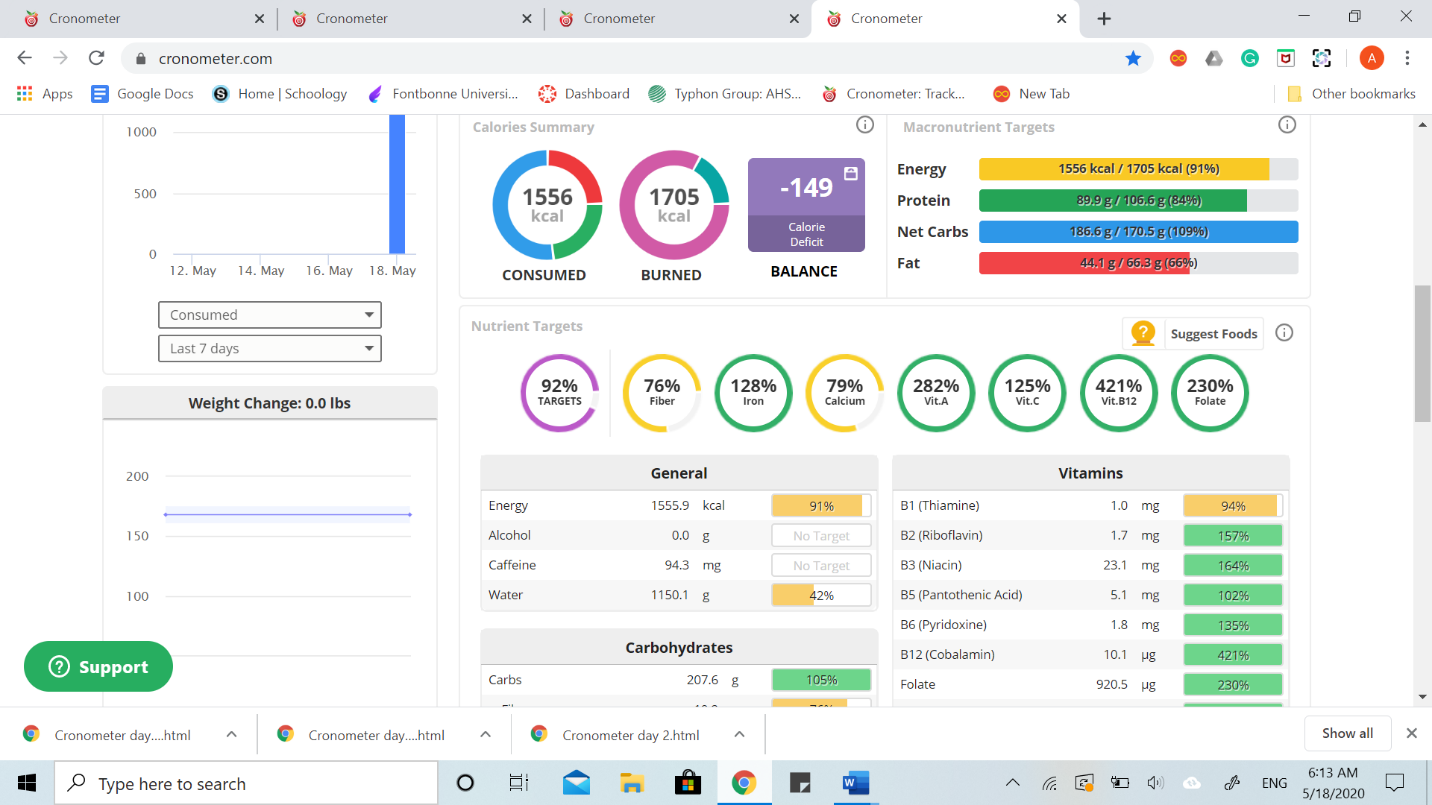 Cronometer
Cronometer
Cronometer
Cronometer
cronometer.com
A
Apps
Google Docs
Home | Schoology
Fontbonne Universi...
Dashboard
Typhon Group: AHS...
Cronometer: Track...
New Tab
Other bookmarks
1000
500
0
12. May 14. May 16. May 18. May
Consumed
Last 7 days
Weight Change: 0.0 lbs
200
150
100
Support
Calories Summary
1556
kcal
CONSUMED
1705
kcal
BURNED
-149
Calorie
Deficit
BALANCE
Macronutrient Targets
Energy 1556 kcal / 1705 kcal (91%)
Protein 89.9 g / 106.6 g (84%)
Net Carbs 186.6 g / 170.5 g (109%)
Fat 44.1 g / 66.3 g (66%)
Nutrient Targets
Suggest Foods
92%
TARGETS
76%
Fiber
128%
Iron
79%
Calcium
282%
Vit.A
125%
Vit.C
421%
Vit.B12
230%
Folate
General
Energy 1555.9 kcal 91%
Alcohol 0.0 g No Target
Caffeine 94.3 mg No Target
Water 1150.1 g 42%
Carbohydrates
Carbs 207.6 g 105%
Vitamins
B1 (Thiamine) 1.0 mg 94%
B2 (Riboflavin) 1.7 mg 157%
B3 (Niacin) 23.1 mg 164%
B5 (Pantothenic Acid) 5.1 mg 102%
B6 (Pyridoxine) 1.8 mg 135%
B12 (Cobalamin) 10.1 µg 421%
Folate 920.5 µg 230%
Cronometer day....html
Cronometer day....html
Cronometer day 2.html
Show all
Type here to search
ENG
6:13 AM
5/18/2020